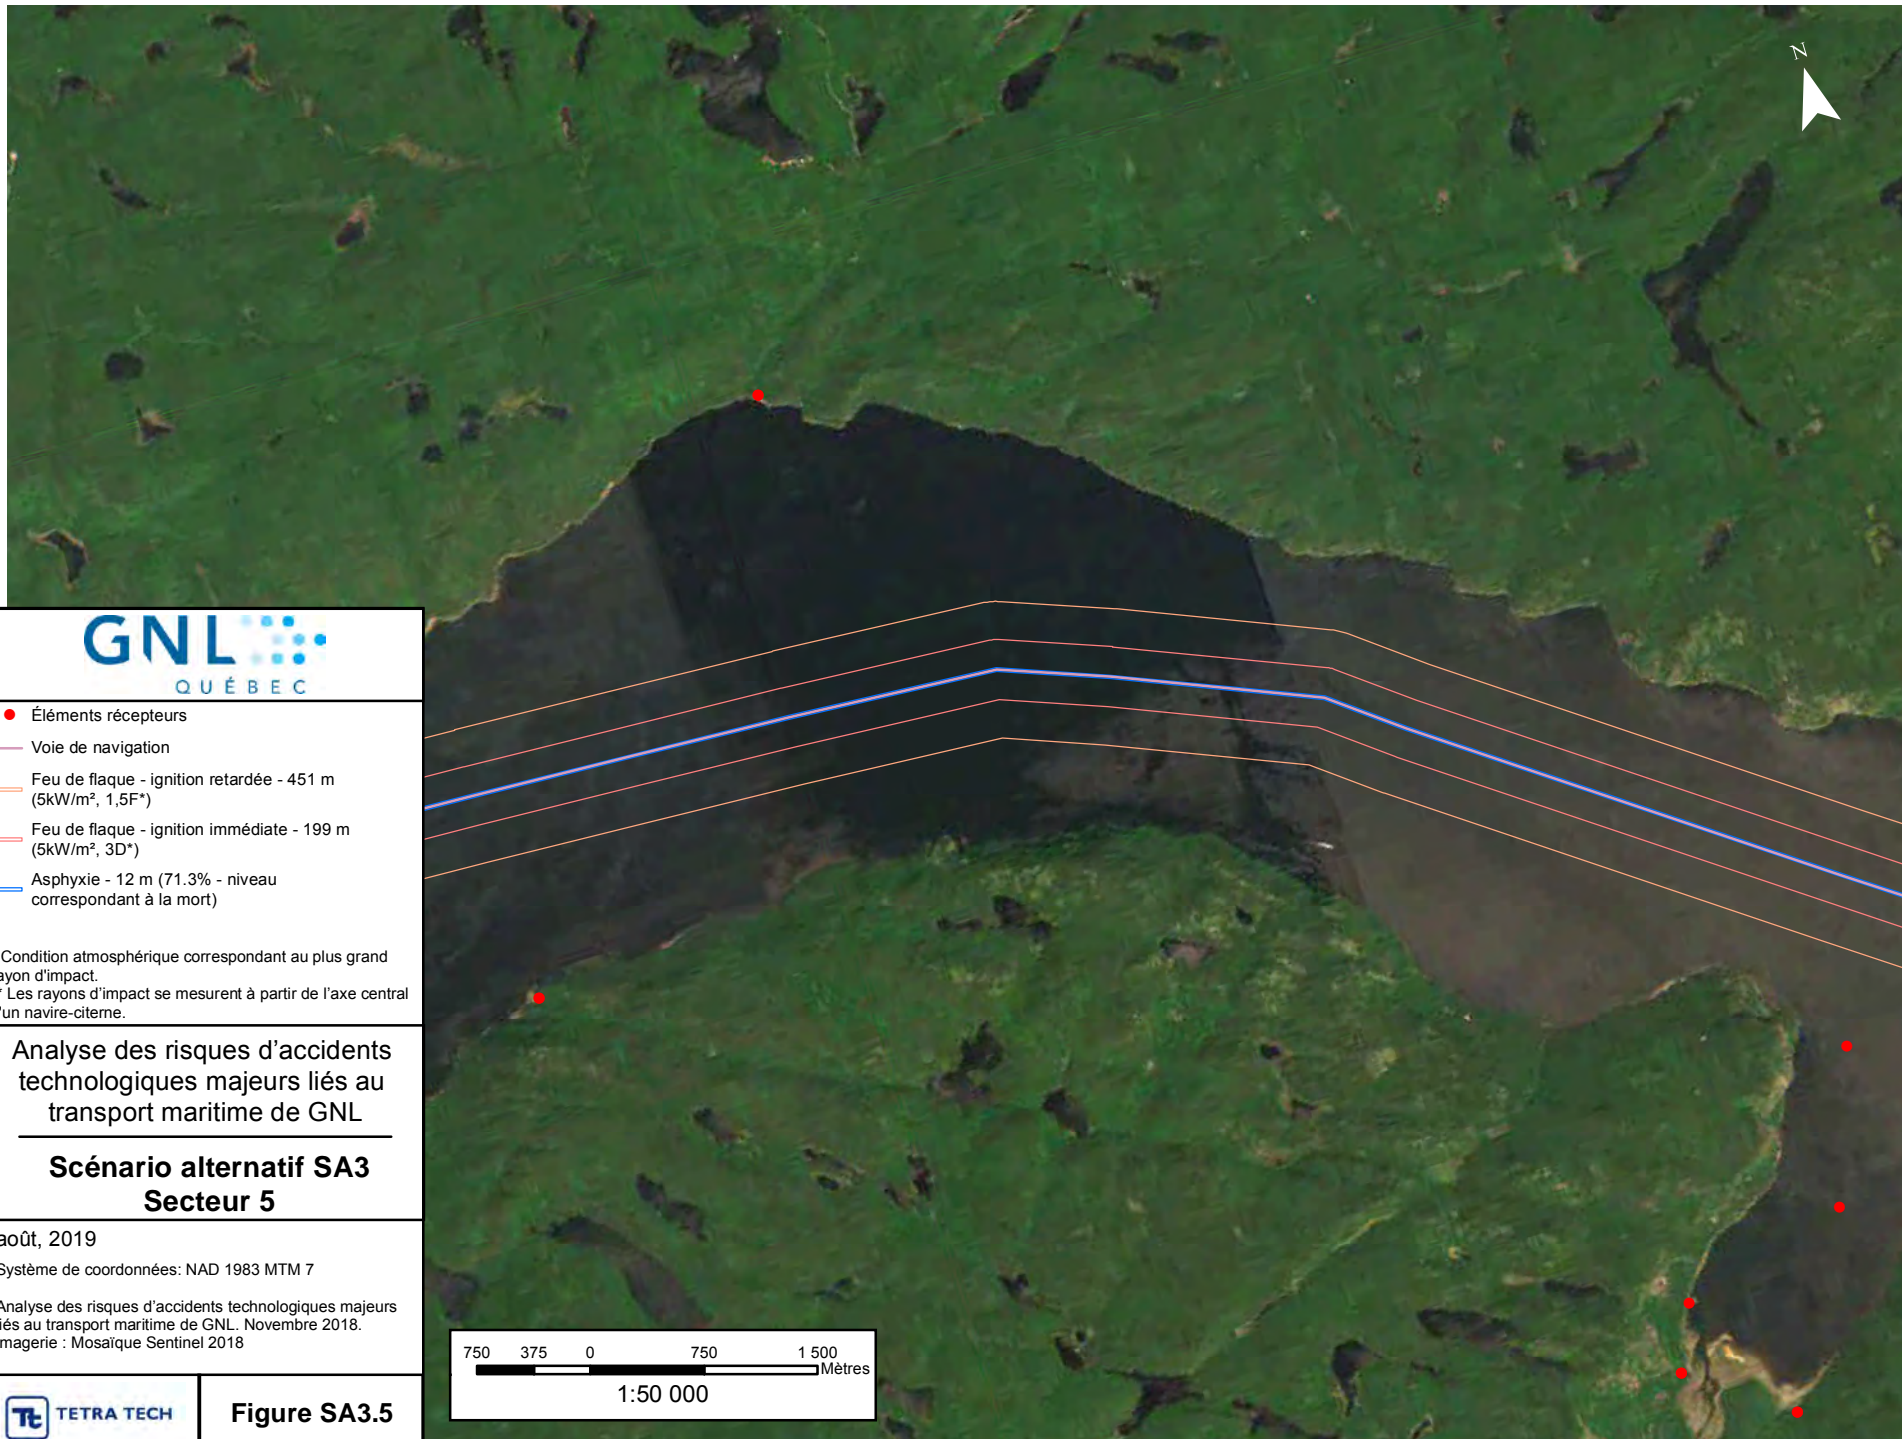 N
GNL
QUÉBEC
Éléments récepteurs
Voie de navigation
Feu de flaque - ignition retardée - 451 m
(5kW/m², 1,5F*)
Feu de flaque - ignition immédiate - 199 m
(5kW/m², 3D*)
Asphyxie - 12 m (71.3% - niveau
correspondant à la mort)
Condition atmosphérique correspondant au plus grand
ayon d'impact.
* Les rayons d’impact se mesurent à partir de l’axe central
'un navire-citerne.
Analyse des risques d’accidents
technologiques majeurs liés au
transport maritime de GNL
Scénario alternatif SA3
Secteur 5
août, 2019
Système de coordonnées: NAD 1983 MTM 7
Analyse des risques d’accidents technologiques majeurs
iés au transport maritime de GNL. Novembre 2018.
magerie : Mosaïque Sentinel 2018
750 375 0 750 1 500
Mètres
1:50 000
Tt TETRA TECH
Figure SA3.5